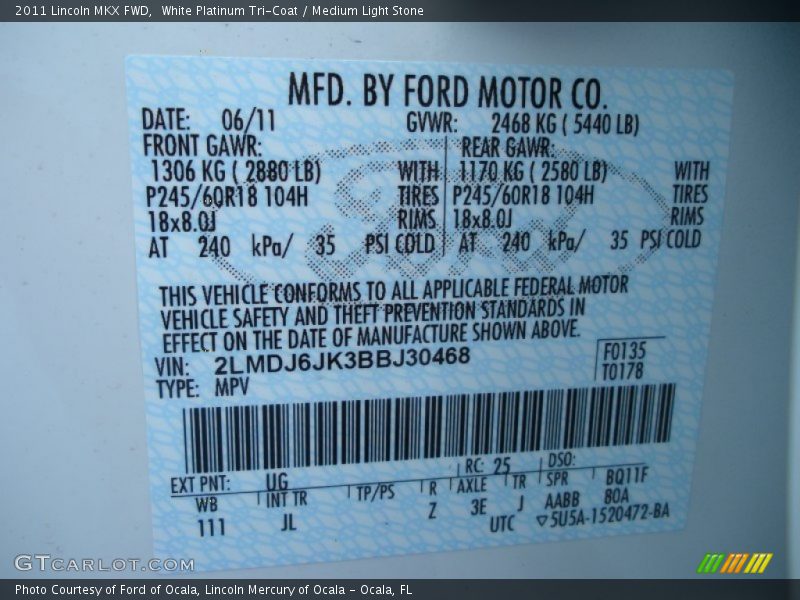 2011 Lincoln MKX FWD,  White Platinum Tri-Coat / Medium Light Stone
MFD. BY FORD MOTOR CO.
DATE: 06/11 GVWR: 2468 KG ( 5440 LB)
FRONT GAWR: REAR GAWR:
1306 KG ( 2880 LB) WITH 1170 KG ( 2580 LB) WITH
P245/60R18 104H TIRES P245/60R18 104H TIRES
18x8.0J RIMS 18x8.0J RIMS
AT 240 kPa/ 35 PSI COLD AT 240 kPa/ 35 PSI COLD
THIS VEHICLE CONFORMS TO ALL APPLICABLE FEDERAL MOTOR
VEHICLE SAFETY AND THEFT PREVENTION STANDARDS IN
EFFECT ON THE DATE OF MANUFACTURE SHOWN ABOVE.
VIN: 2LMDJ6JK3BBJ30468 F0135
TYPE: MPV T0178
EXT PNT: UG RC: 25 DSO:
WB INT TR TP/PS R AXLE TR SPR BQ11F
111 JL Z 3E J AABB 80A
UTC ▽5U5A-1520472-BA
Ford
GTCARLOT.COM
Photo Courtesy of Ford of Ocala, Lincoln Mercury of Ocala - Ocala, FL